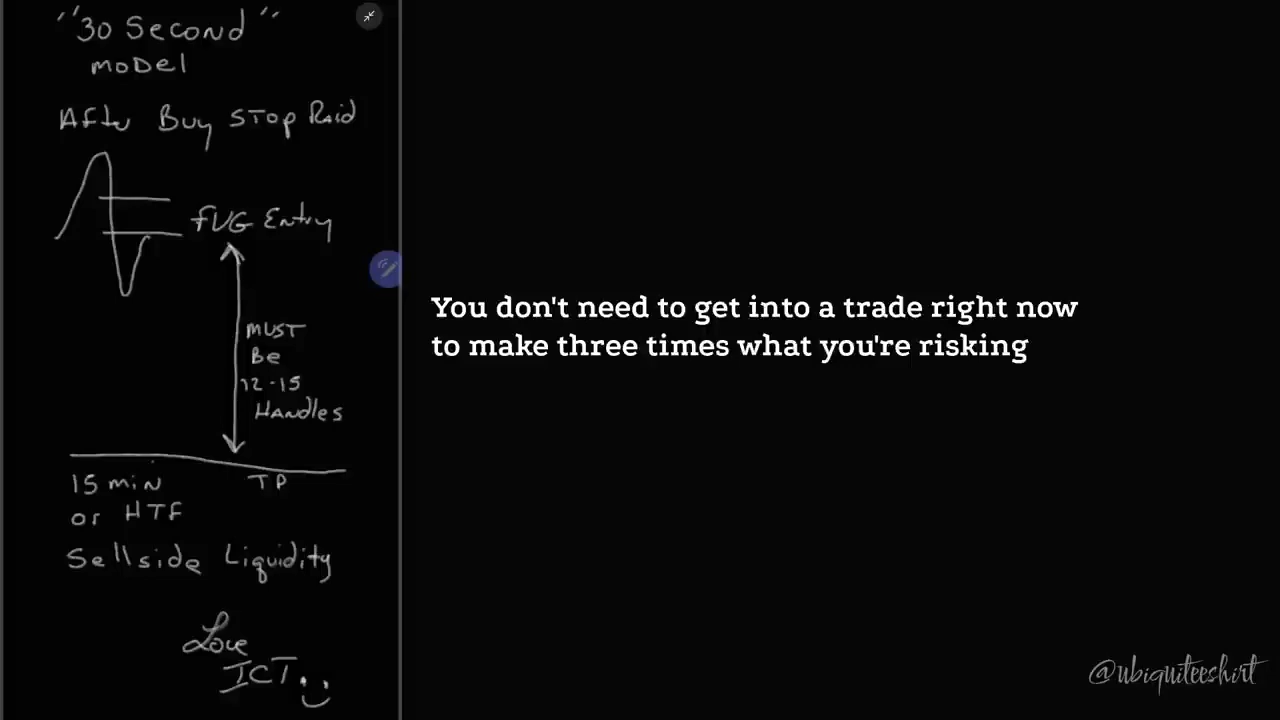 "30 Second"
moDel
After Buy STop Raid
FVG Entry
MUST
Be
12-15
HANDles
15 min
TP
or HTF
Sellside Liquidity
Love
ICT
You don't need to get into a trade right now
to make three times what you're risking
@ubiquiteeshirt